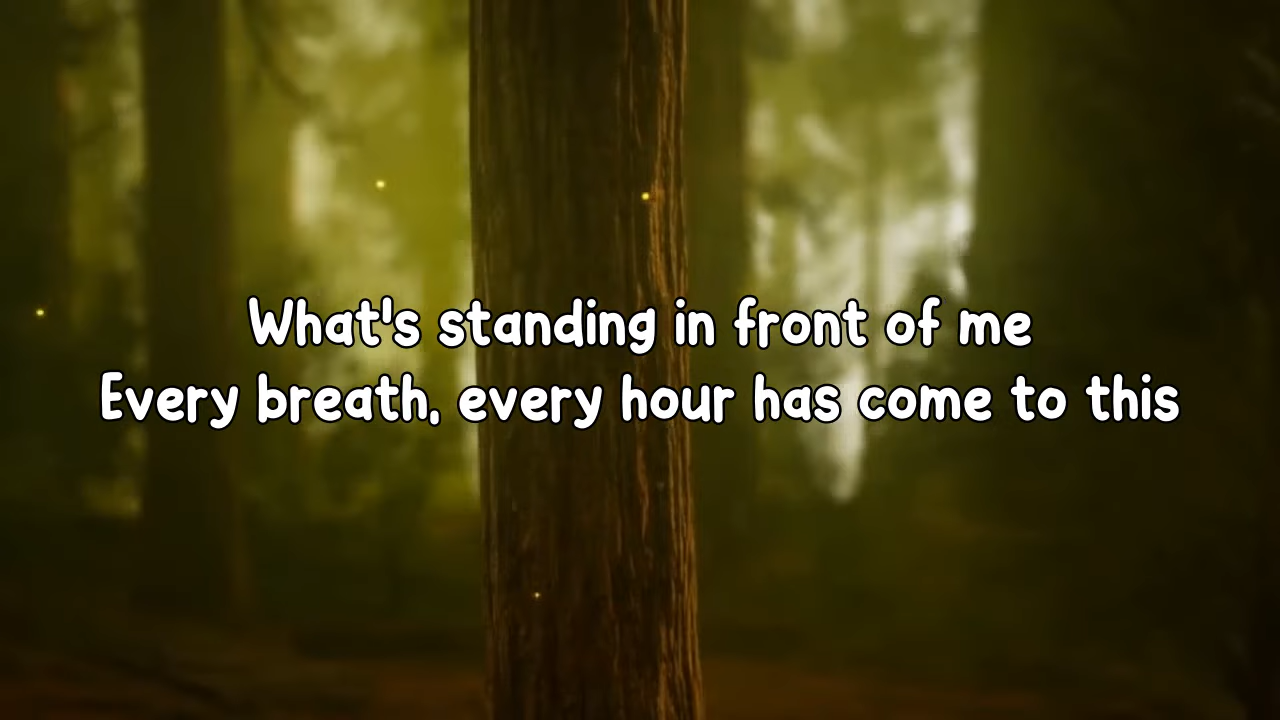 What's standing in front of me
Every breath, every hour has come to this